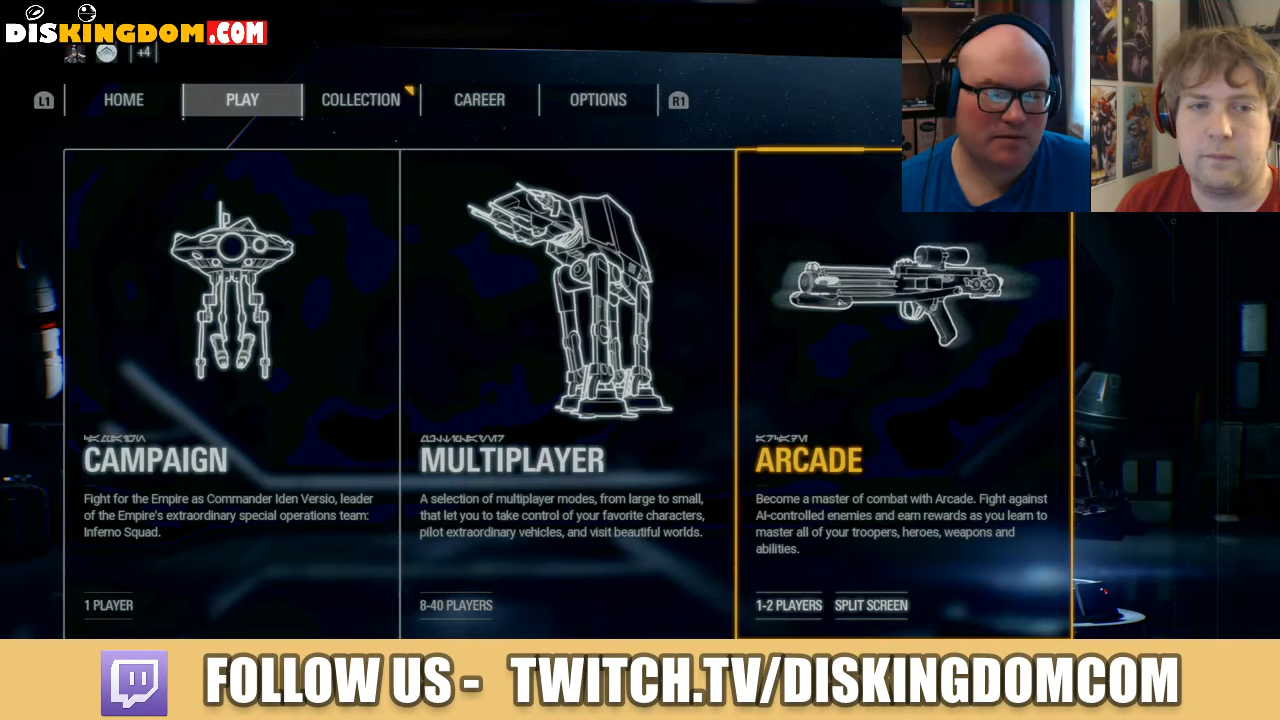 DISKINGDOM.COM
+4
L1 HOME PLAY COLLECTION CAREER OPTIONS R1
CAMPAIGN
Fight for the Empire as Commander Iden Versio, leader
of the Empire's extraordinary special operations team:
Inferno Squad.
1 PLAYER
MULTIPLAYER
A selection of multiplayer modes, from large to small,
that let you to take control of your favorite characters,
pilot extraordinary vehicles, and visit beautiful worlds.
8-40 PLAYERS
ARCADE
Become a master of combat with Arcade. Fight against
AI-controlled enemies and earn rewards as you learn to
master all of your troopers, heroes, weapons and
abilities.
1-2 PLAYERS SPLIT SCREEN
FOLLOW US - TWITCH.TV/DISKINGDOMCOM